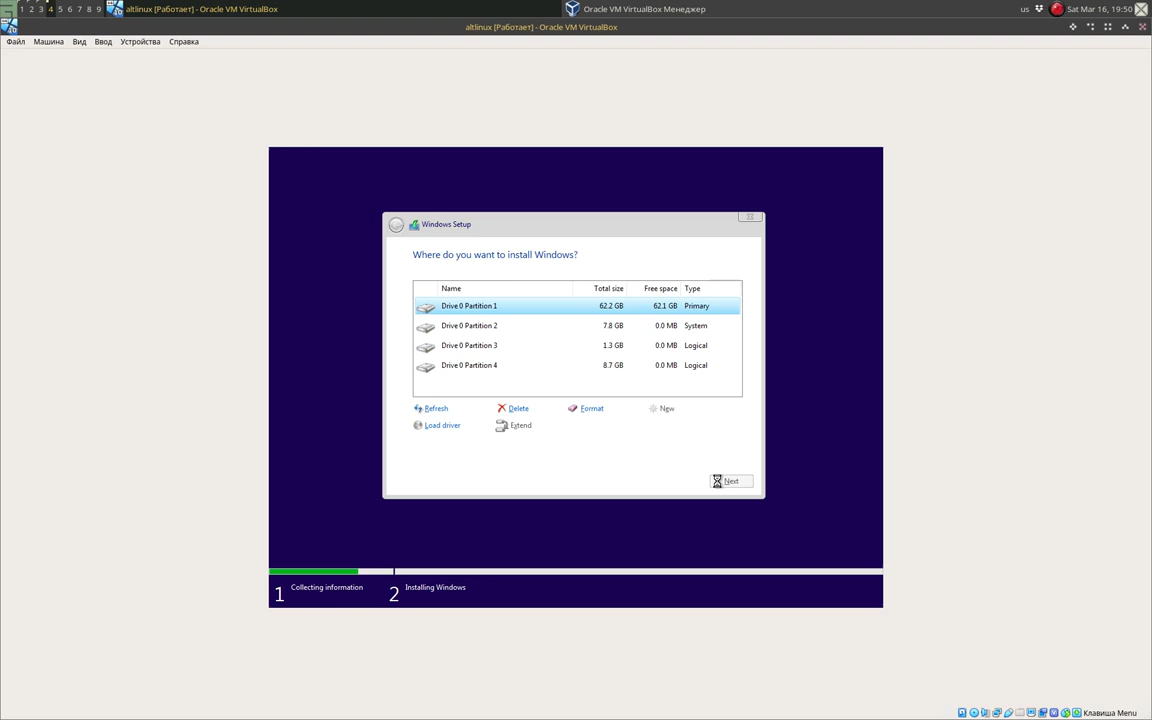 1 2 3 4 5 6 7 8 9 altlinux [Работает] - Oracle VM VirtualBox Oracle VM VirtualBox Менеджер us Sat Mar 16, 19:50
altlinux [Работает] - Oracle VM VirtualBox
Файл Машина Вид Ввод Устройства Справка
Windows Setup
Where do you want to install Windows?
Name Total size Free space Type
Drive 0 Partition 1 62.2 GB 62.1 GB Primary
Drive 0 Partition 2 7.8 GB 0.0 MB System
Drive 0 Partition 3 1.3 GB 0.0 MB Logical
Drive 0 Partition 4 8.7 GB 0.0 MB Logical
Refresh Delete Format New
Load driver Extend
Next
1 Collecting information 2 Installing Windows
Клавиша Menu